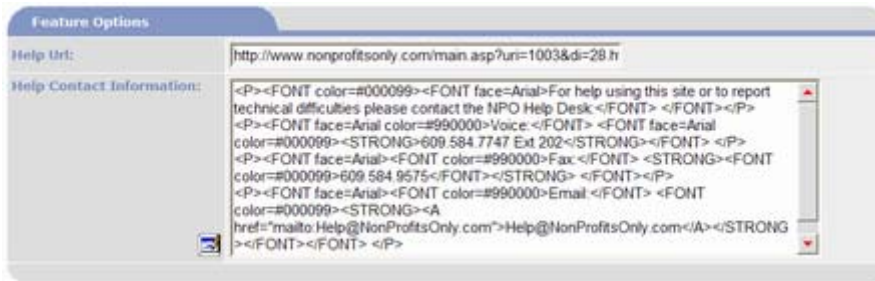 Feature Options
Help Url:
http://www.nonprofitsonly.com/main.asp?uri=1003&di=28.h
Help Contact Information:
<P><FONT color=#000099><FONT face=Arial>For help using this site or to report
technical difficulties please contact the NPO Help Desk:</FONT> </FONT></P>
<P><FONT face=Arial color=#990000>Voice:</FONT> <FONT face=Arial
color=#000099><STRONG>609.584.7747 Ext 202</STRONG></FONT> </P>
<P><FONT face=Arial><FONT color=#990000>Fax:</FONT> <STRONG><FONT
color=#000099>609.584.9575</FONT></STRONG> </FONT></P>
<P><FONT face=Arial><FONT color=#990000>Email:</FONT> <FONT
color=#000099><STRONG><A
href="mailto:Help@NonProfitsOnly.com">Help@NonProfitsOnly.com</A></STRONG
></FONT></FONT> </P>